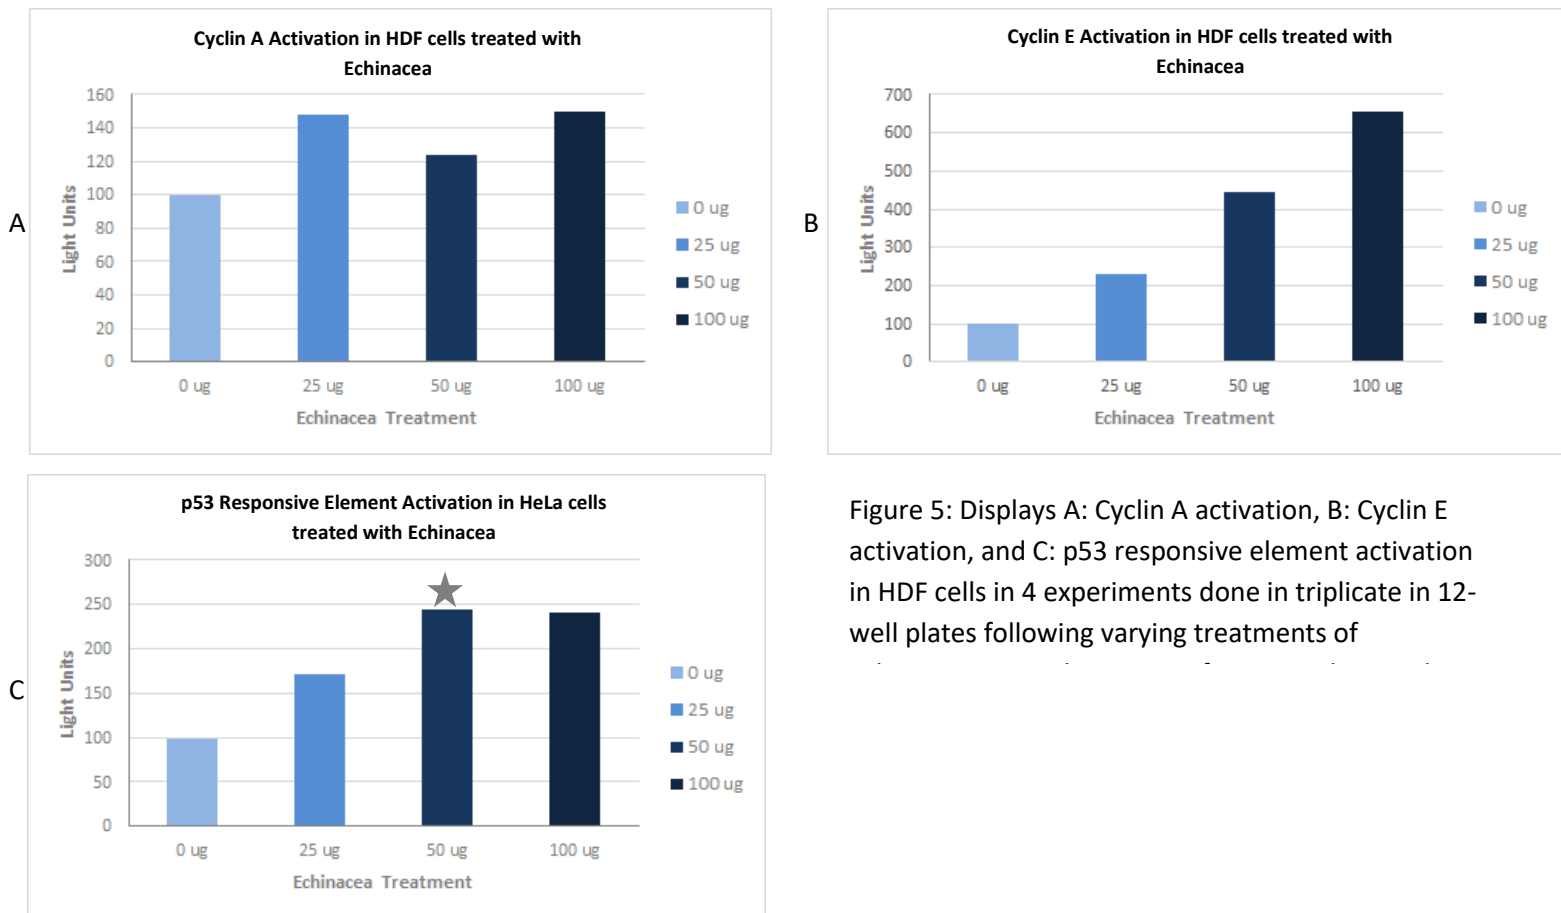 A
Cyclin A Activation in HDF cells treated with
Echinacea
160
140
120
100
80
60
40
20
0
Light Units
0 ug
25 ug
50 ug
100 ug
Echinacea Treatment
0 ug
25 ug
50 ug
100 ug
B
Cyclin E Activation in HDF cells treated with
Echinacea
700
600
500
400
300
200
100
0
Light Units
0 ug
25 ug
50 ug
100 ug
Echinacea Treatment
0 ug
25 ug
50 ug
100 ug
C
p53 Responsive Element Activation in HeLa cells
treated with Echinacea
300
250
200
150
100
50
0
Light Units
0 ug
25 ug
50 ug
100 ug
Echinacea Treatment
0 ug
25 ug
50 ug
100 ug
Figure 5: Displays A: Cyclin A activation, B: Cyclin E
activation, and C: p53 responsive element activation
in HDF cells in 4 experiments done in triplicate in 12-
well plates following varying treatments of